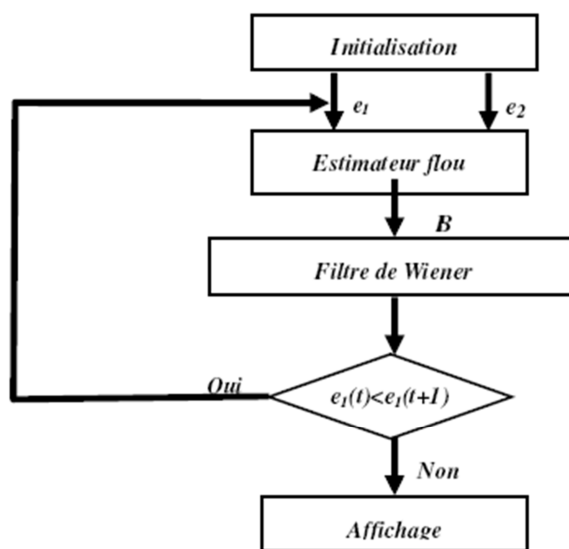 Initialisation
e₁ e₂
Estimateur flou
B
Filtre de Wiener
Oui
e₁(t)<e₁(t+1)
Non
Affichage